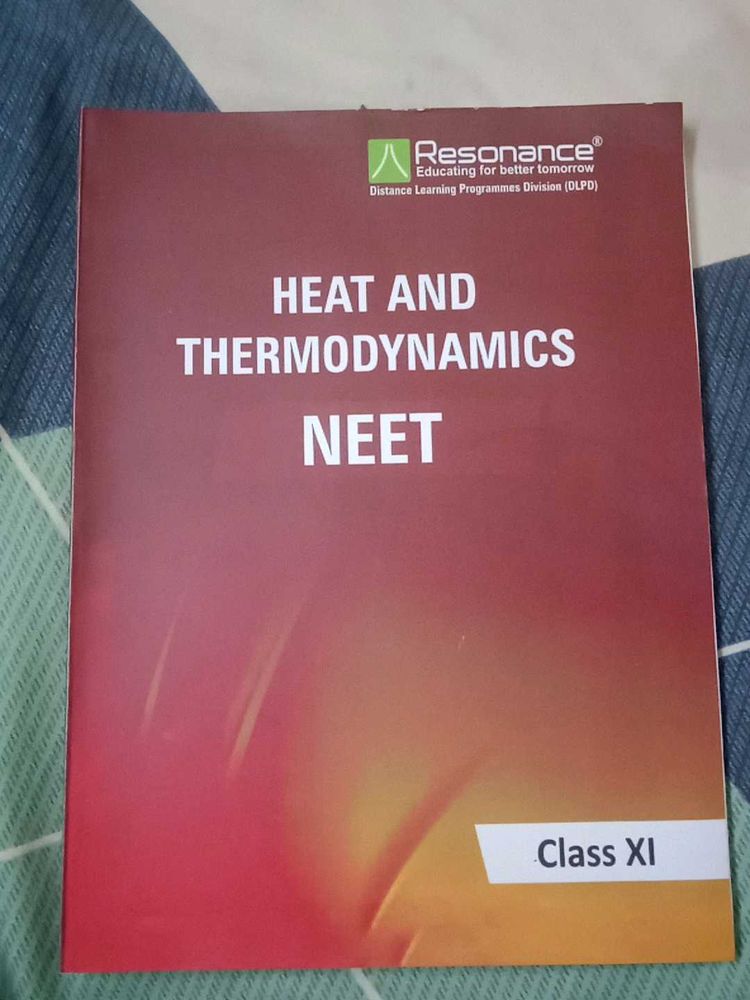 Resonance®
Educating for better tomorrow
Distance Learning Programmes Division (DLPD)
HEAT AND
THERMODYNAMICS
NEET
Class XI